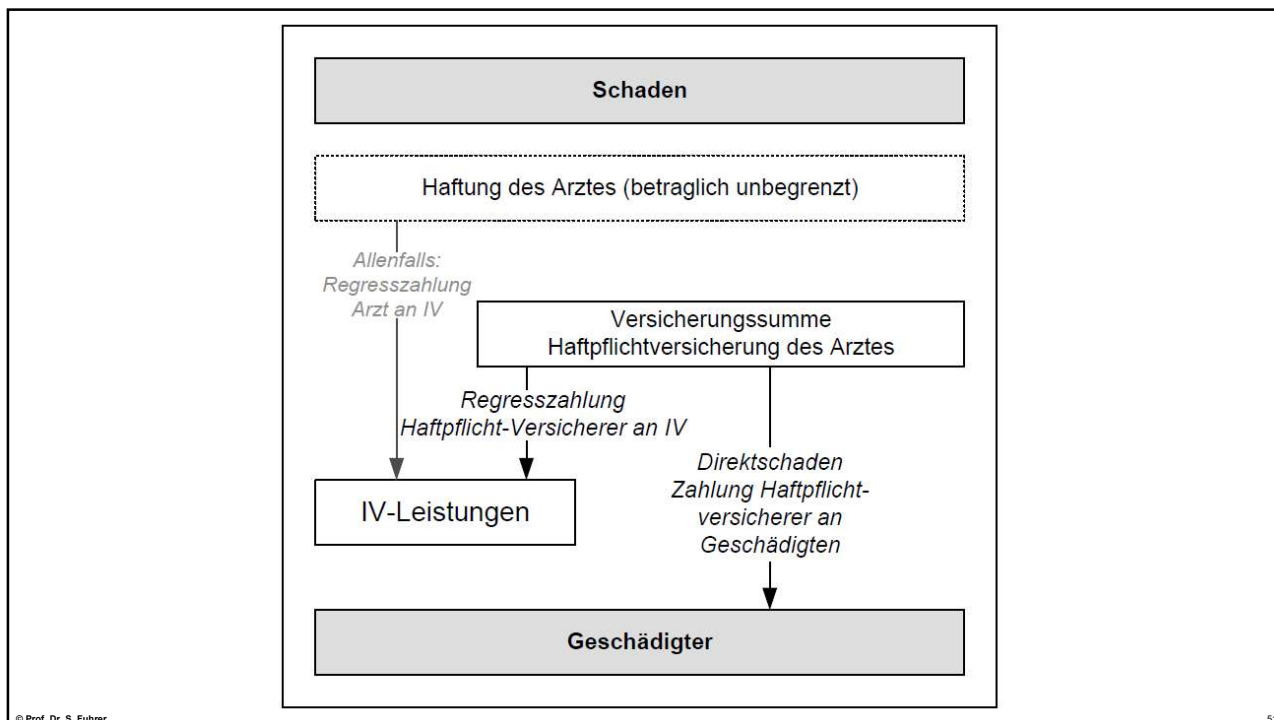 Schaden
Haftung des Arztes (betraglich unbegrenzt)
Allenfalls:
Regresszahlung
Arzt an IV
Versicherungssumme
Haftpflichtversicherung des Arztes
Regresszahlung
Haftpflicht-Versicherer an IV
Direktschaden
Zahlung Haftpflicht-
versicherer an
Geschädigten
IV-Leistungen
Geschädigter
© Prof. Dr. S. Fuhrer